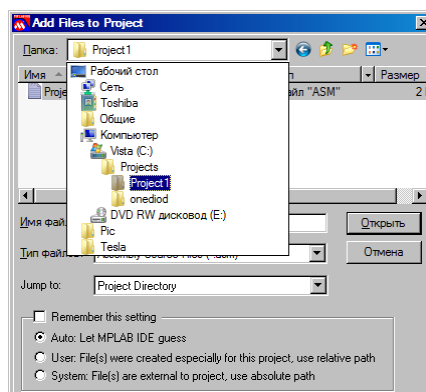 Add Files to Project
Папка: Project1
Имя Размер
Рабочий стол
Сеть
Toshiba
Общие
Компьютер
Vista (C:)
Projects
Project1
onediod
DVD RW дисковод (E:)
Pic
Tesla
Proje "ASM" 2
Имя фай Открыть
Тип файл Отмена
Jump to: Project Directory
Remember this setting
Auto: Let MPLAB IDE guess
User: File(s) were created especially for this project, use relative path
System: File(s) are external to project, use absolute path